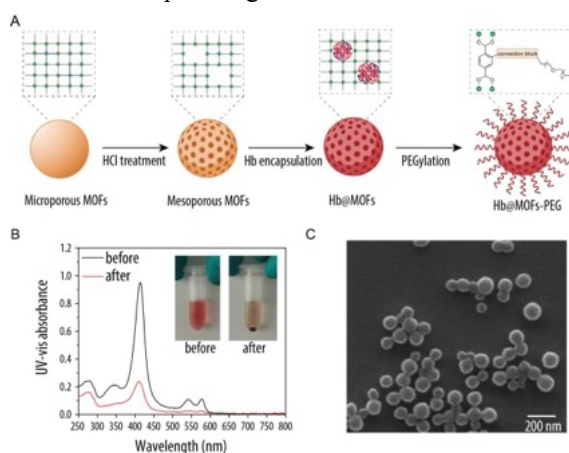 A
connection block
HCl treatment
Hb encapsulation
PEGylation
Microporous MOFs
Mesoporous MOFs
Hb@MOFs
Hb@MOFs-PEG
B
C
1.2
1.0
0.8
0.6
0.4
0.2
0.0
UV-vis absorbance
before
after
before
after
250 300 350 400 450 500 550 600 650 700 750 800
Wavelength (nm)
200 nm